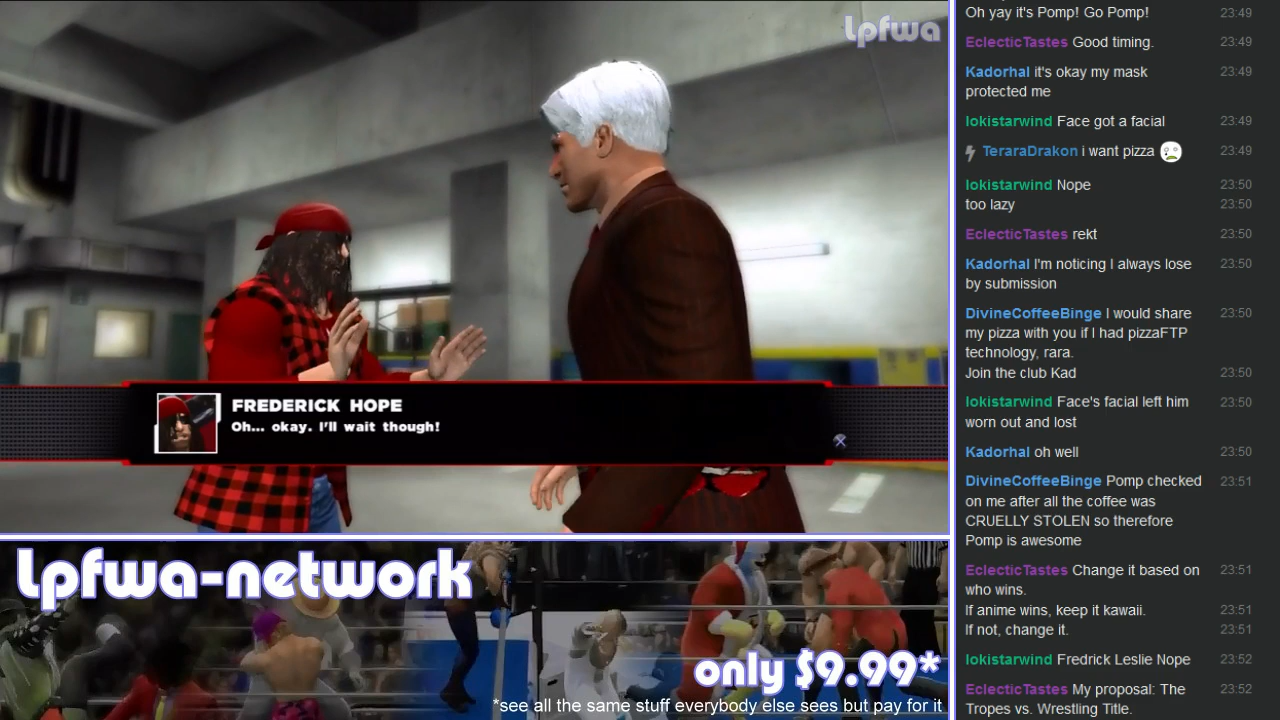 lpfwa
FREDERICK HOPE
Oh... okay. I'll wait though!
lpfwa-network
only $9.99*
*see all the same stuff everybody else sees but pay for it
Oh yay it's Pomp! Go Pomp! 23:49
EclecticTastes Good timing. 23:49
Kadorhal it's okay my mask 23:49
protected me
lokistarwind Face got a facial 23:49
TeraraDrakon i want pizza 23:49
lokistarwind Nope 23:50
too lazy 23:50
EclecticTastes rekt 23:50
Kadorhal I'm noticing I always lose 23:50
by submission
DivineCoffeeBinge I would share 23:50
my pizza with you if I had pizzaFTP
technology, rara.
Join the club Kad 23:50
lokistarwind Face's facial left him 23:50
worn out and lost
Kadorhal oh well 23:50
DivineCoffeeBinge Pomp checked 23:51
on me after all the coffee was
CRUELLY STOLEN so therefore
Pomp is awesome
EclecticTastes Change it based on 23:51
who wins.
If anime wins, keep it kawaii. 23:51
If not, change it. 23:51
lokistarwind Fredrick Leslie Nope 23:52
EclecticTastes My proposal: The 23:52
Tropes vs. Wrestling Title.